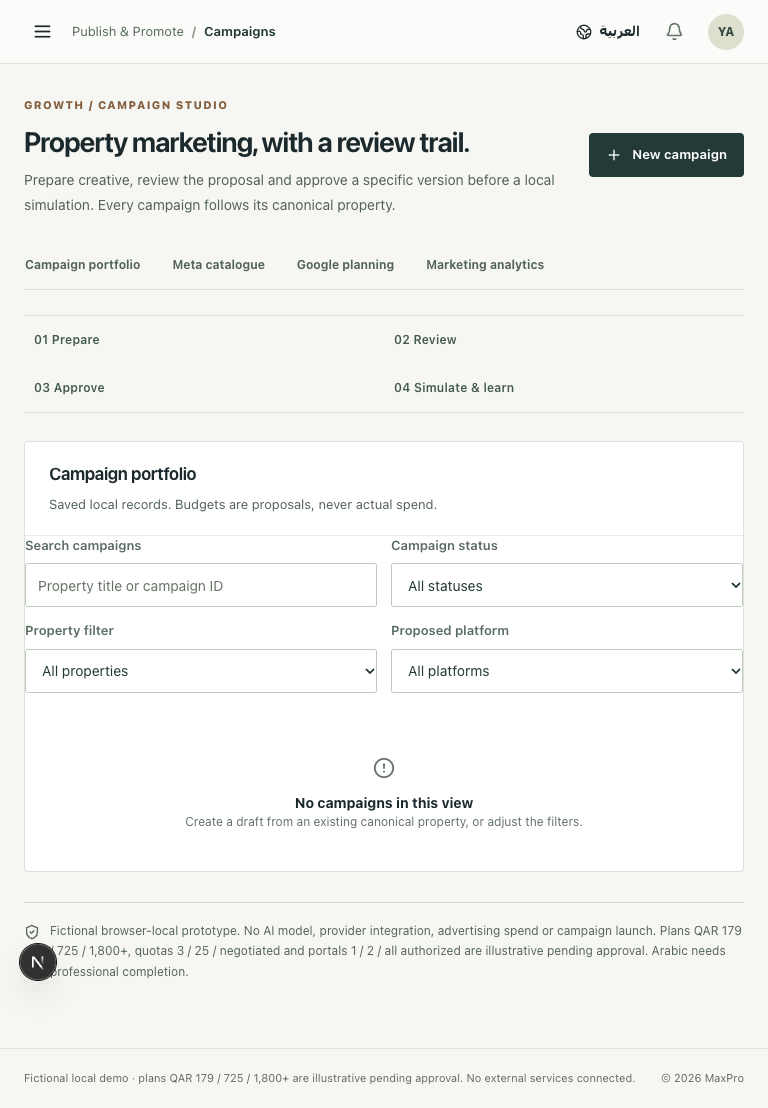 Publish & Promote / Campaigns
العربية
YA
GROWTH / CAMPAIGN STUDIO
Property marketing, with a review trail.
New campaign
Prepare creative, review the proposal and approve a specific version before a local
simulation. Every campaign follows its canonical property.
Campaign portfolio
Meta catalogue
Google planning
Marketing analytics
01 Prepare
02 Review
03 Approve
04 Simulate & learn
Campaign portfolio
Saved local records. Budgets are proposals, never actual spend.
Search campaigns
Campaign status
Property title or campaign ID
All statuses
Property filter
Proposed platform
All properties
All platforms
No campaigns in this view
Create a draft from an existing canonical property, or adjust the filters.
Fictional browser-local prototype. No AI model, provider integration, advertising spend or campaign launch. Plans QAR 179
/ 725 / 1,800+, quotas 3 / 25 / negotiated and portals 1 / 2 / all authorized are illustrative pending approval. Arabic needs
professional completion.
N
Fictional local demo · plans QAR 179 / 725 / 1,800+ are illustrative pending approval. No external services connected.
© 2026 MaxPro